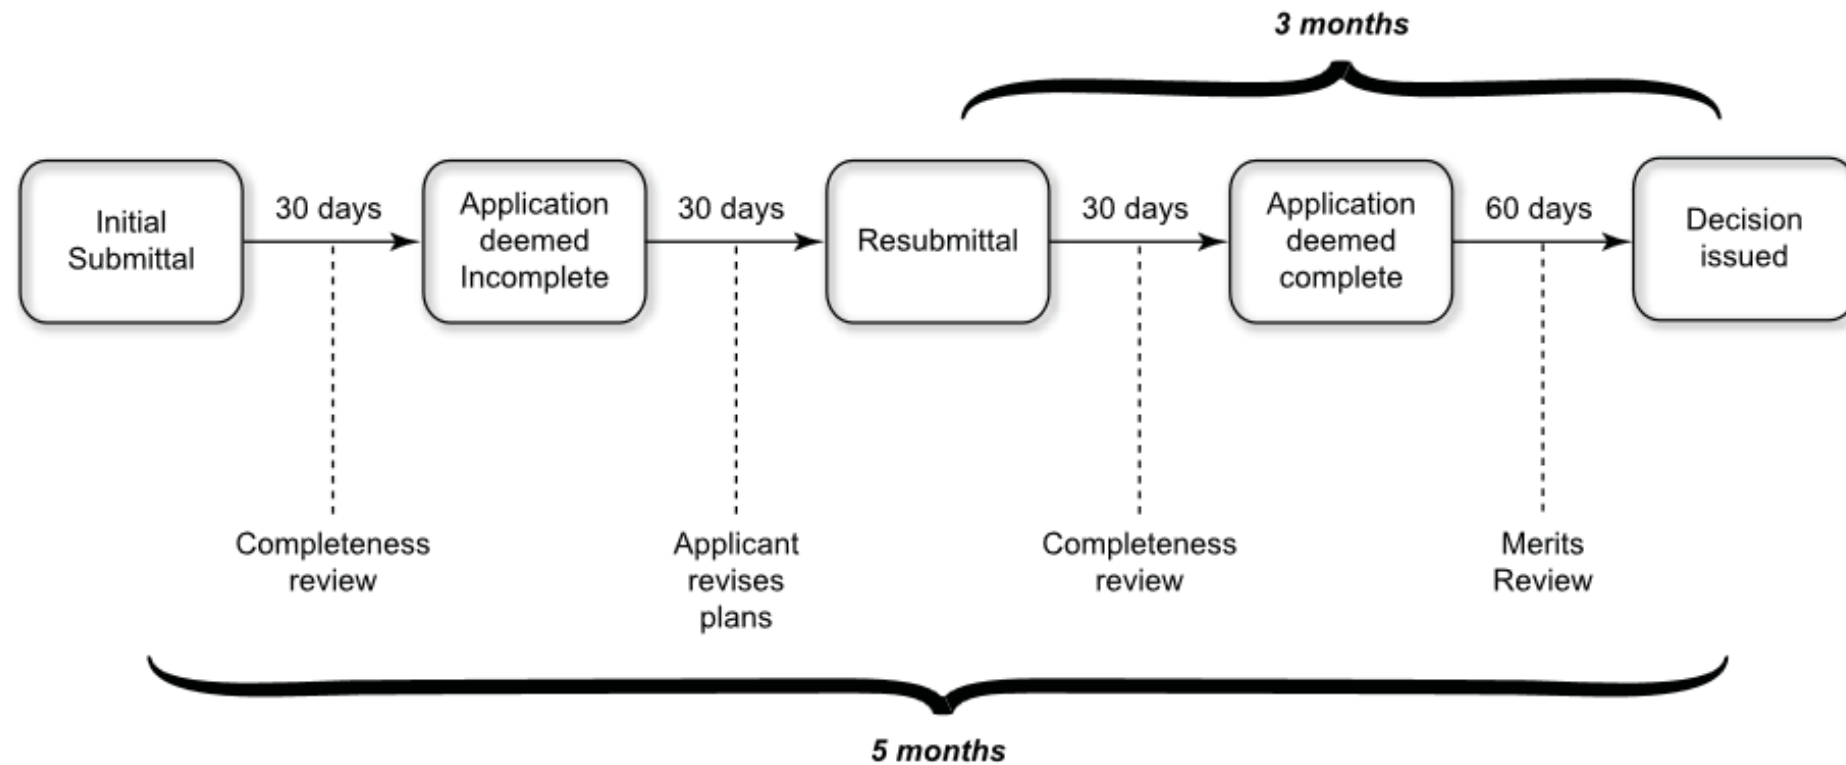 3 months
Initial
Submittal
30 days
Application
deemed
Incomplete
30 days
Resubmittal
30 days
Application
deemed
complete
60 days
Decision
issued
Completeness
review
Applicant
revises
plans
Completeness
review
Merits
Review
5 months